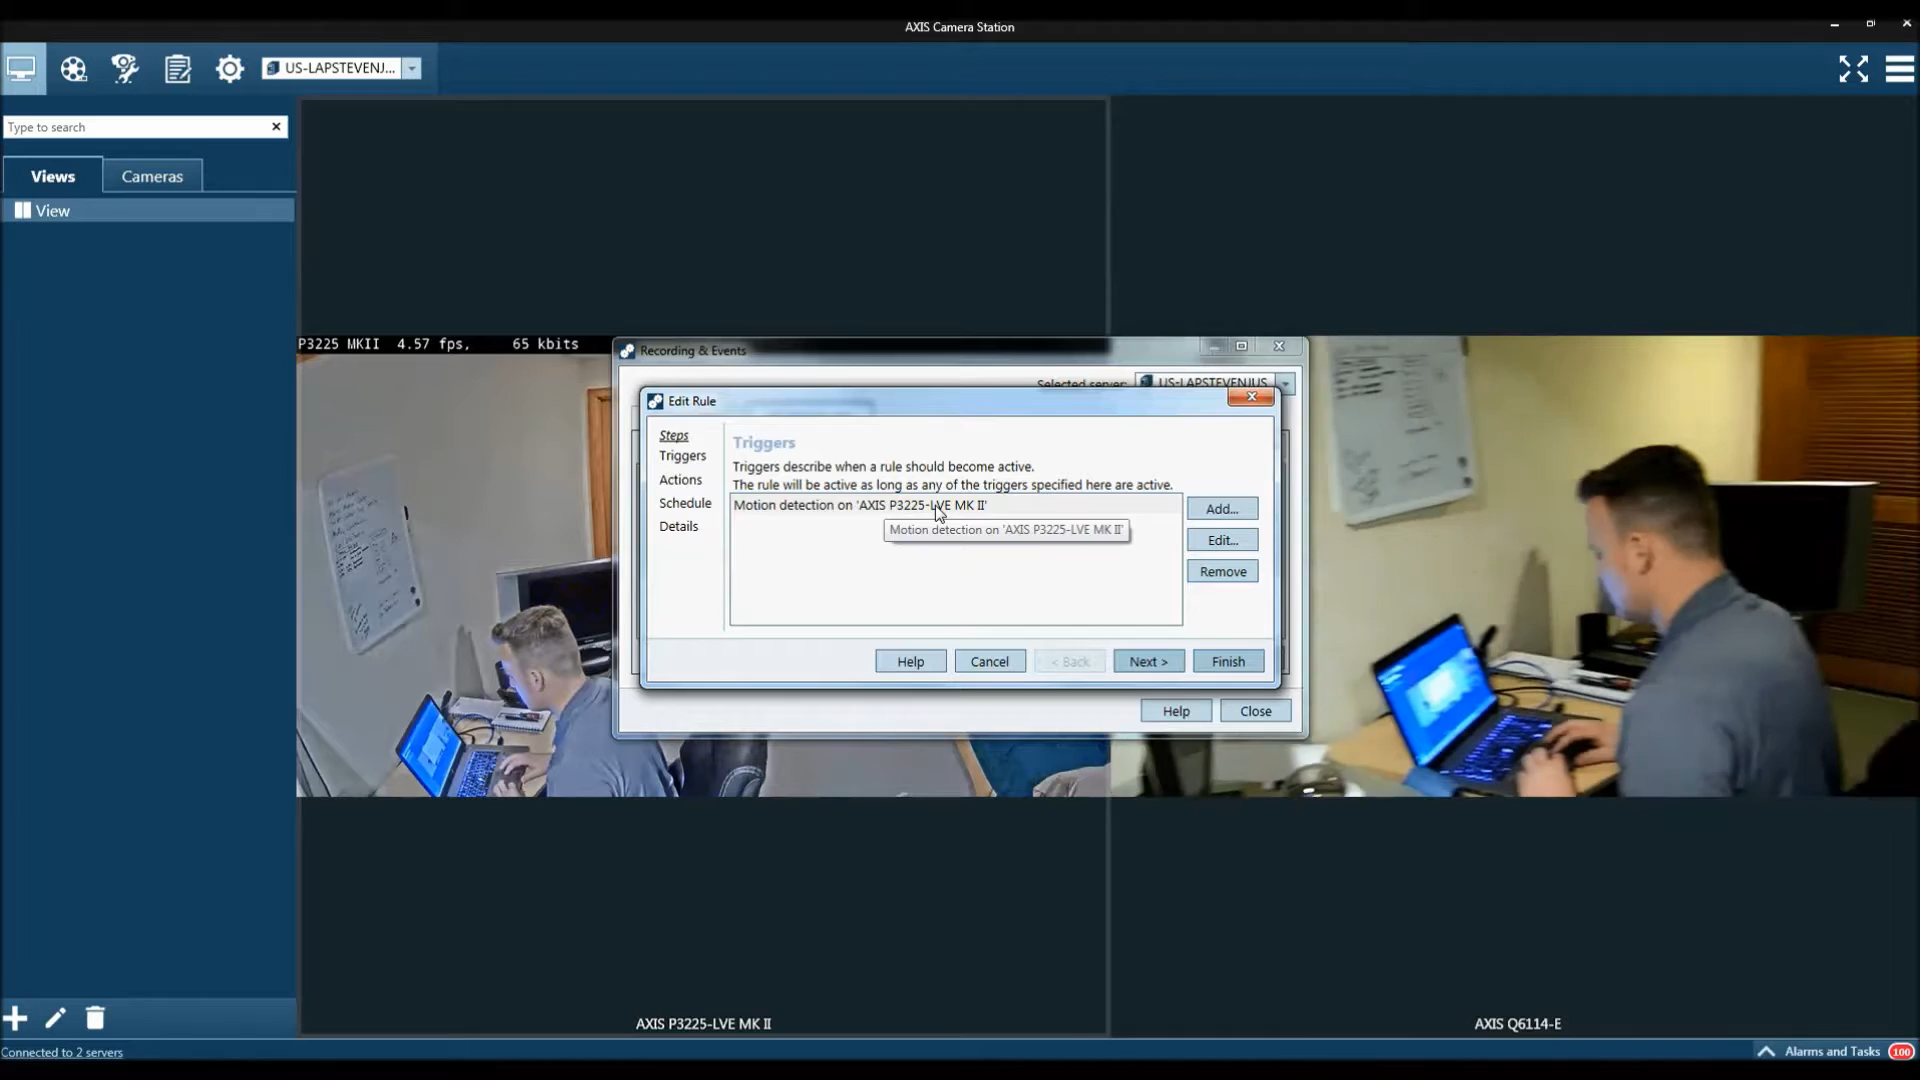 AXIS Camera Station
US-LAPSTEVENJ...
Type to search
Views
Cameras
View
P3225 MKII 4.57 fps, 65 kbits
Recording & Events
Selected server:
US-LAPSTEVENJUS
Edit Rule
Steps
Triggers
Actions
Schedule
Details
Triggers
Triggers describe when a rule should become active.
The rule will be active as long as any of the triggers specified here are active.
Motion detection on 'AXIS P3225-LVE MK II'
Motion detection on 'AXIS P3225-LVE MK II'
Add...
Edit...
Remove
Help
Cancel
< Back
Next >
Finish
Help
Close
AXIS P3225-LVE MK II
AXIS Q6114-E
Connected to 2 servers
Alarms and Tasks
100